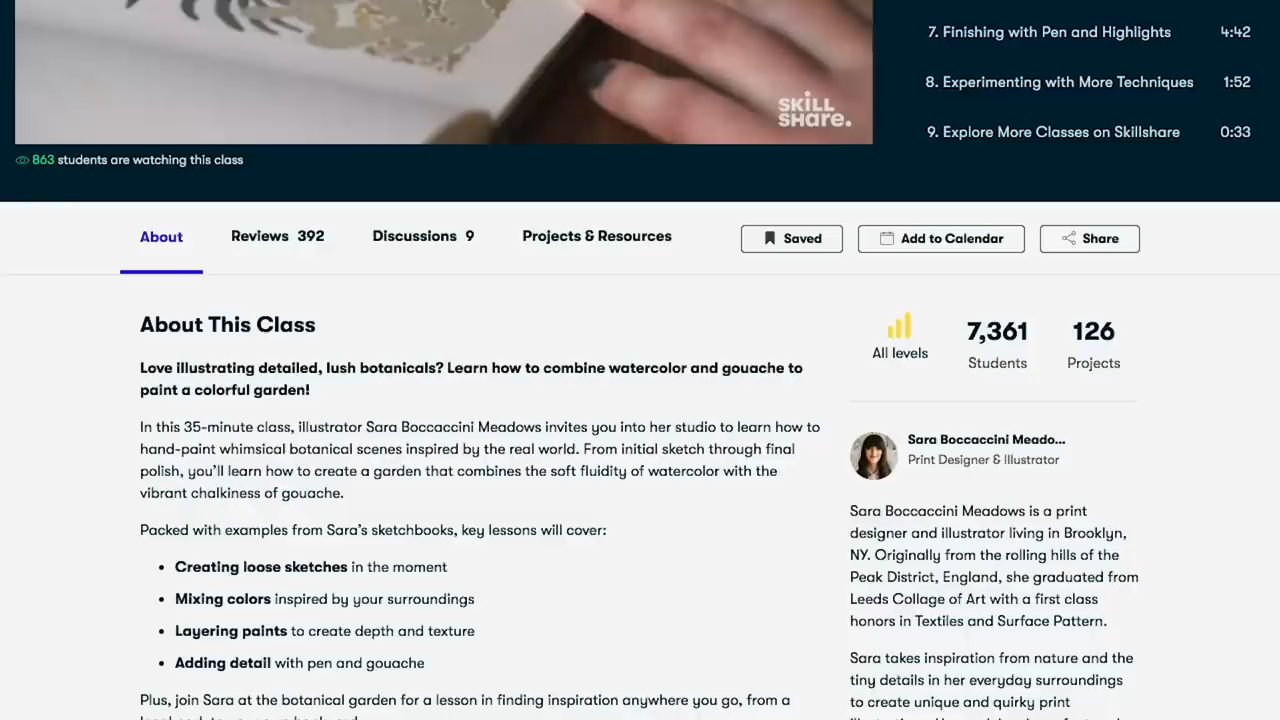 SKILL
SHARE.
7. Finishing with Pen and Highlights 4:42
8. Experimenting with More Techniques 1:52
9. Explore More Classes on Skillshare 0:33
863 students are watching this class
About Reviews 392 Discussions 9 Projects & Resources Saved Add to Calendar Share
About This Class
Love illustrating detailed, lush botanicals? Learn how to combine watercolor and gouache to
paint a colorful garden!
In this 35-minute class, illustrator Sara Boccaccini Meadows invites you into her studio to learn how to
hand-paint whimsical botanical scenes inspired by the real world. From initial sketch through final
polish, you'll learn how to create a garden that combines the soft fluidity of watercolor with the
vibrant chalkiness of gouache.
Packed with examples from Sara's sketchbooks, key lessons will cover:
• Creating loose sketches in the moment
• Mixing colors inspired by your surroundings
• Layering paints to create depth and texture
• Adding detail with pen and gouache
Plus, join Sara at the botanical garden for a lesson in finding inspiration anywhere you go, from a
All levels
7,361
Students
126
Projects
Sara Boccaccini Meado...
Print Designer & Illustrator
Sara Boccaccini Meadows is a print
designer and illustrator living in Brooklyn,
NY. Originally from the rolling hills of the
Peak District, England, she graduated from
Leeds Collage of Art with a first class
honors in Textiles and Surface Pattern.
Sara takes inspiration from nature and the
tiny details in her everyday surroundings
to create unique and quirky print